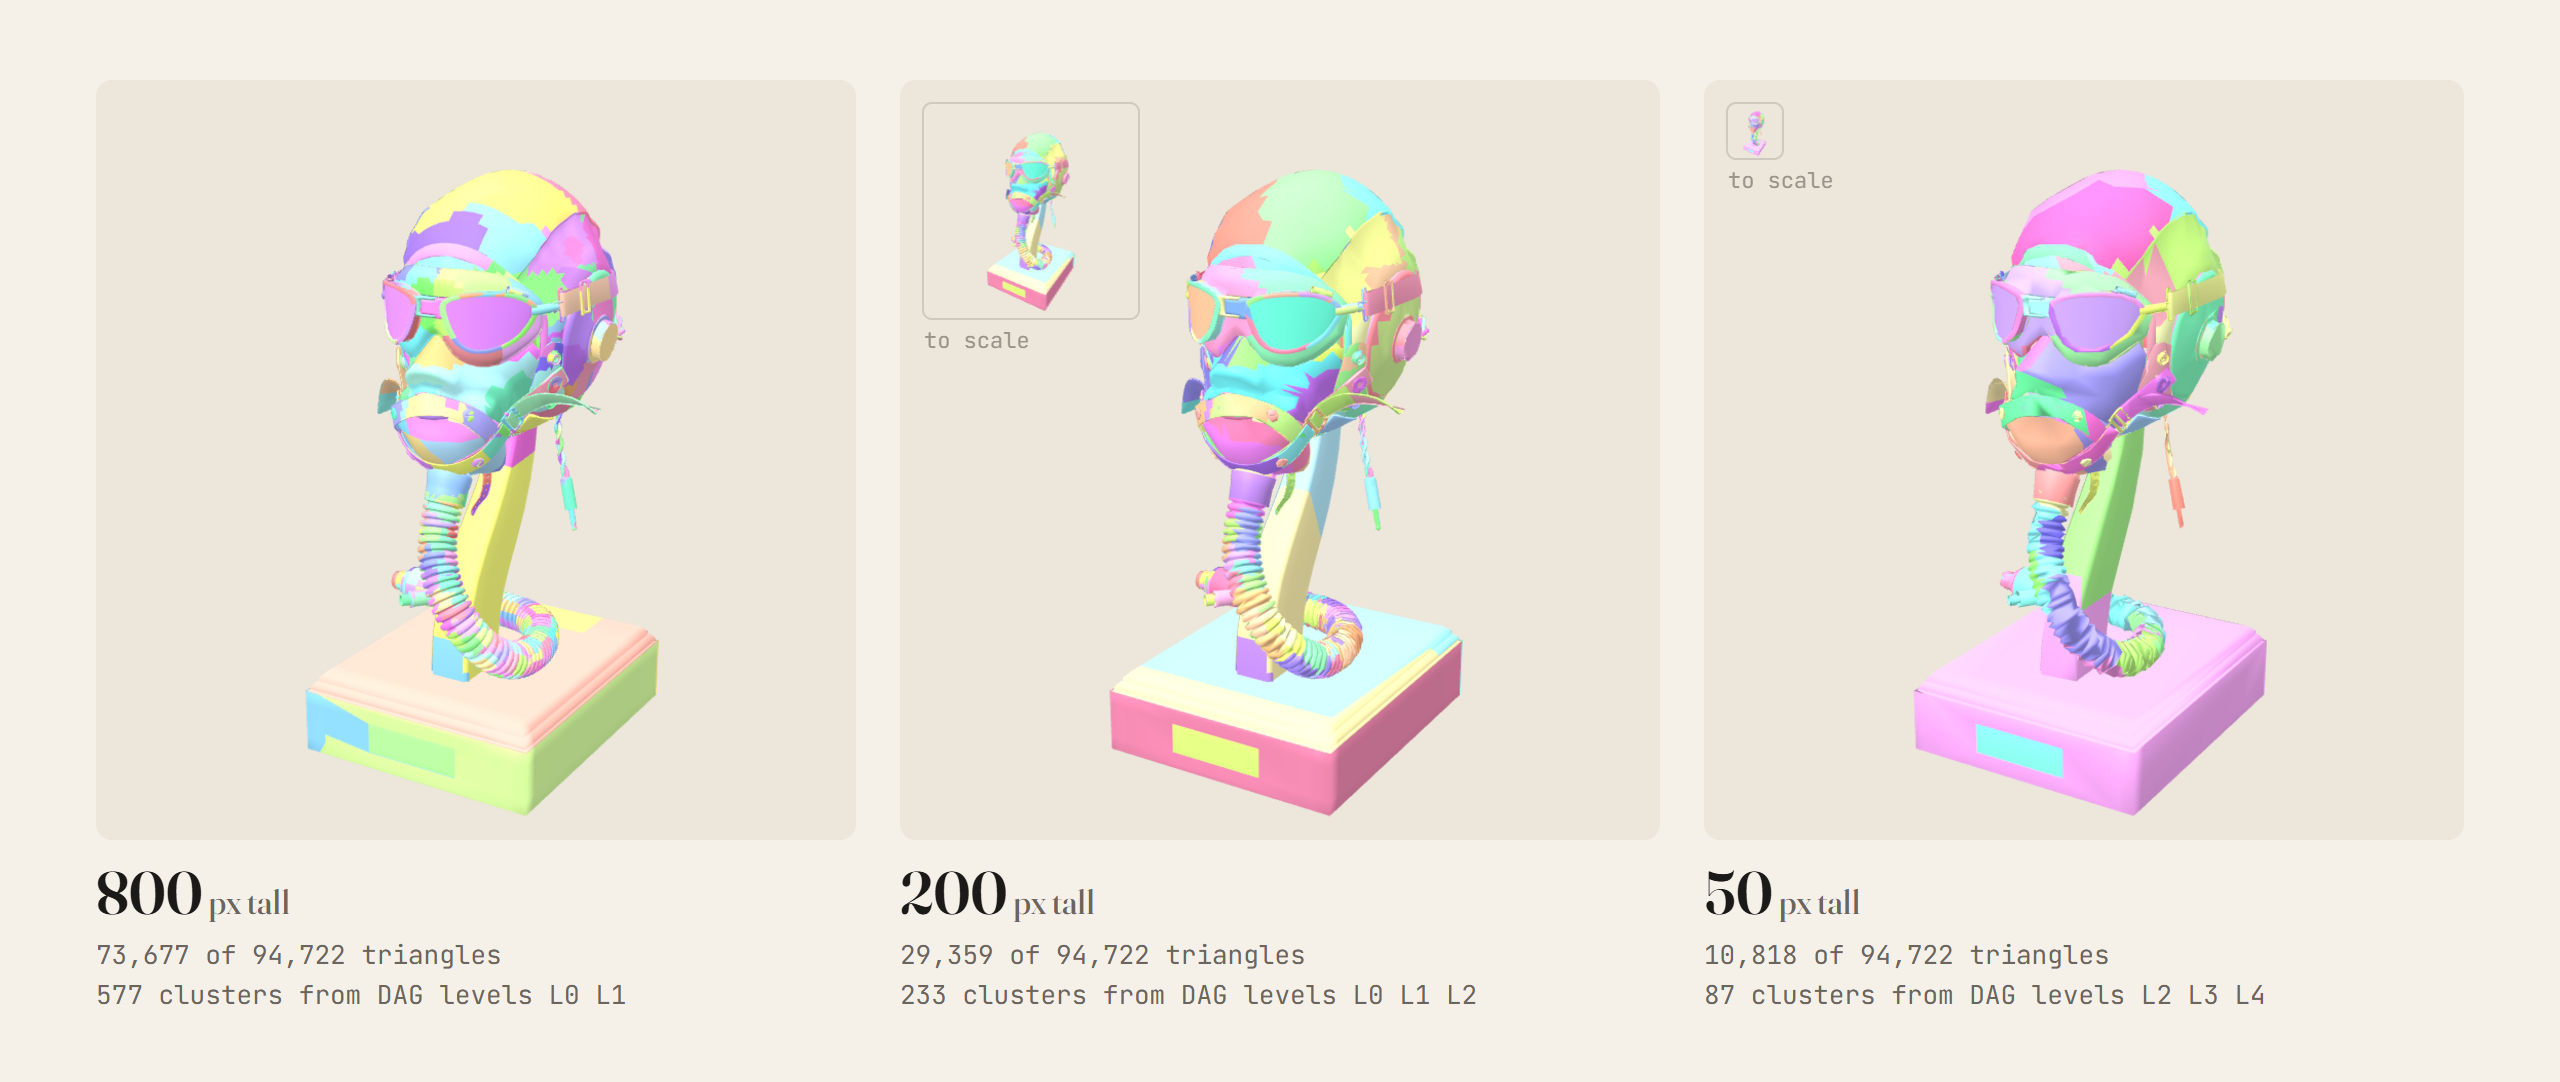 to scale
to scale
800 px tall
73,677 of 94,722 triangles
577 clusters from DAG levels L0 L1
200 px tall
29,359 of 94,722 triangles
233 clusters from DAG levels L0 L1 L2
50 px tall
10,818 of 94,722 triangles
87 clusters from DAG levels L2 L3 L4